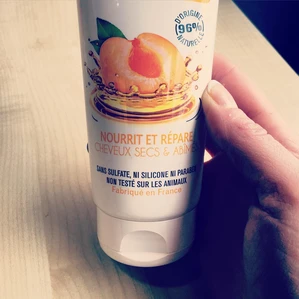 D'ORIGINE
96%
NATURELLE
NOURRIT ET RÉPARE
CHEVEUX SECS &
SANS SULFATE, NI SILICONE NI PARABEN
NON TESTÉ SUR LES ANIMAUX
Fabriqué en France